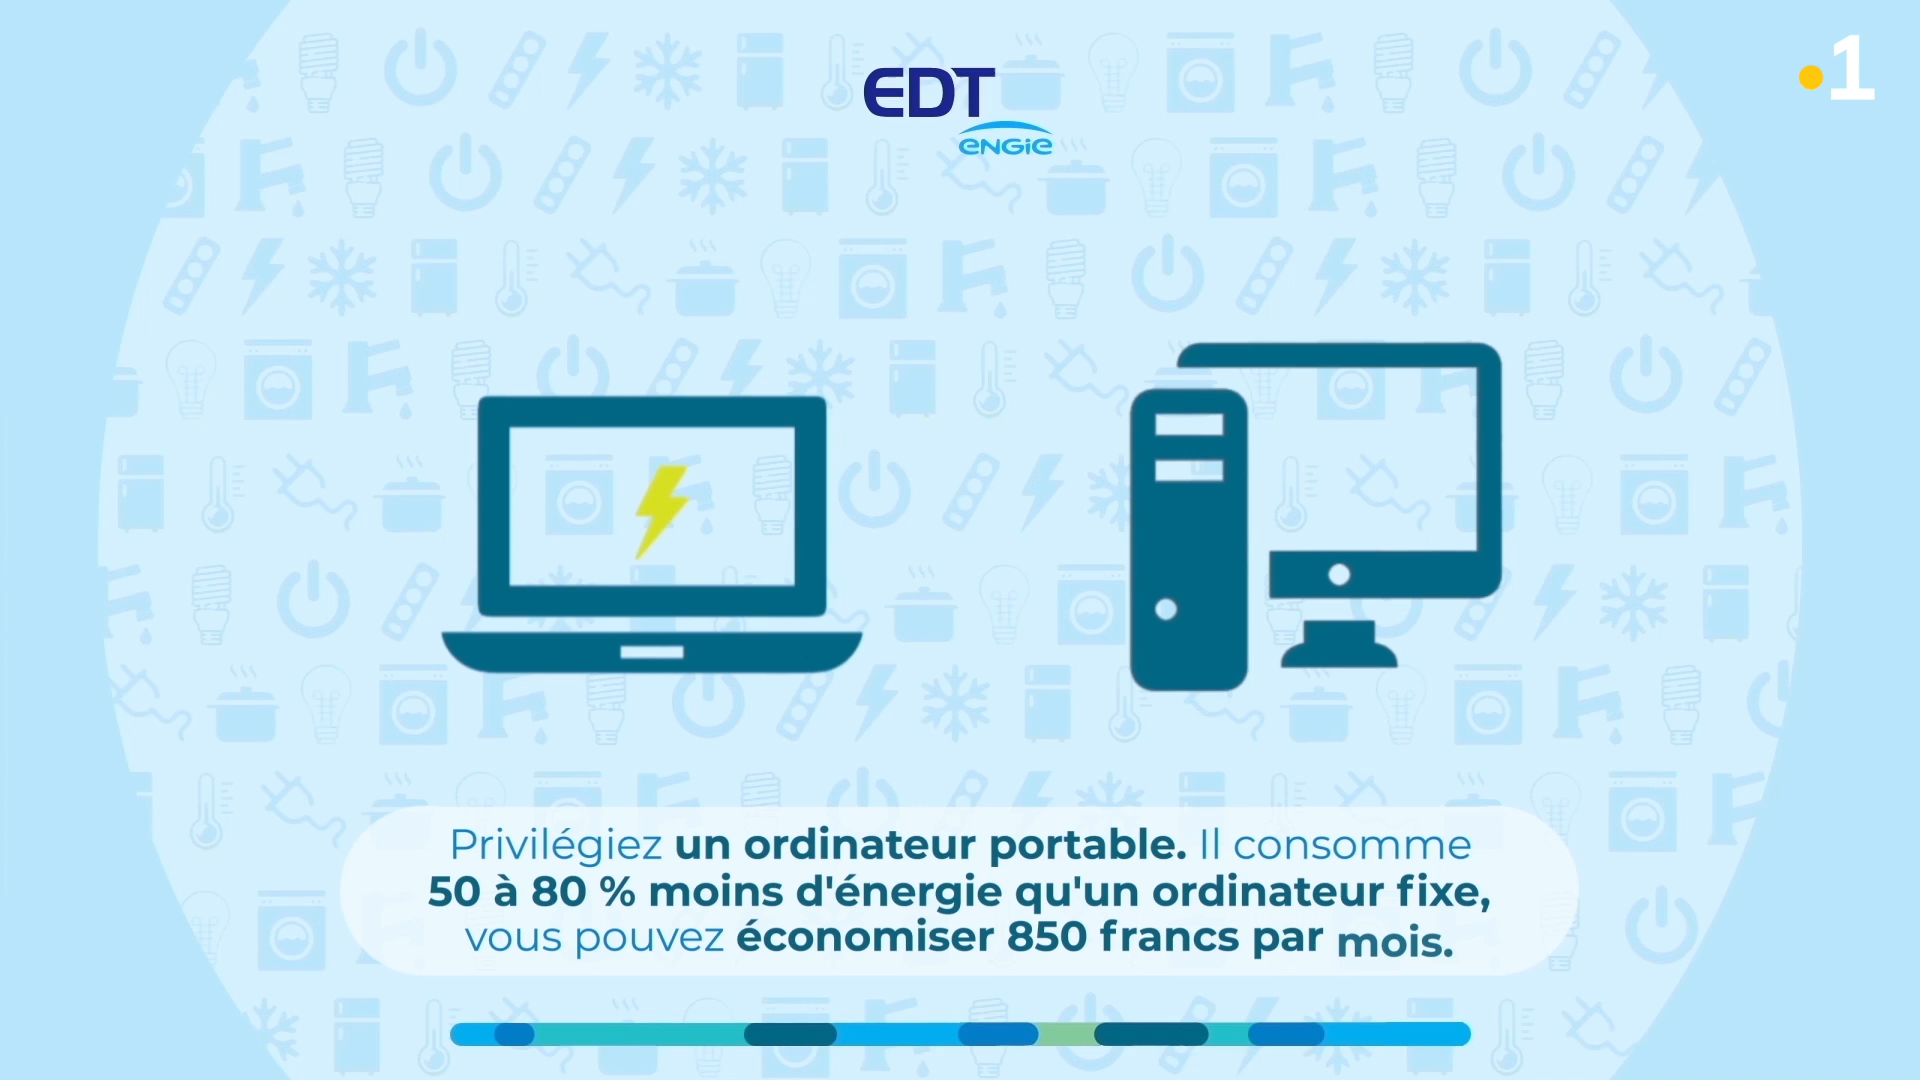 EDT
ENGIE
1
Privilégiez un ordinateur portable. Il consomme
50 à 80 % moins d'énergie qu'un ordinateur fixe,
vous pouvez économiser 850 francs par mois.